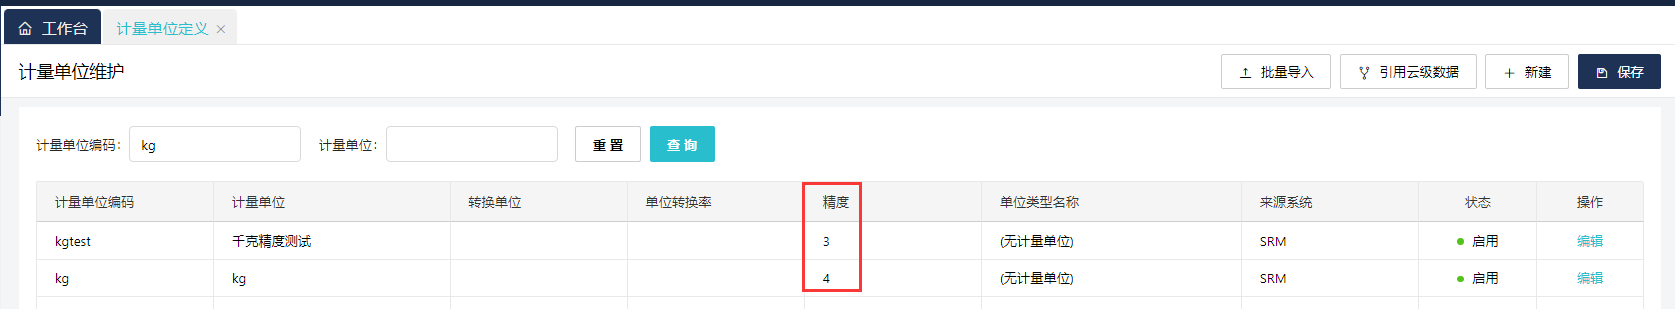 工作台 计量单位定义 ×
计量单位维护 批量导入 引用云级数据 + 新建 保存
计量单位编码: kg 计量单位: 重 置 查 询
计量单位编码 计量单位 转换单位 单位转换率 精度 单位类型名称 来源系统 状态 操作
kgtest 千克精度测试 3 (无计量单位) SRM 启用 编辑
kg kg 4 (无计量单位) SRM 启用 编辑